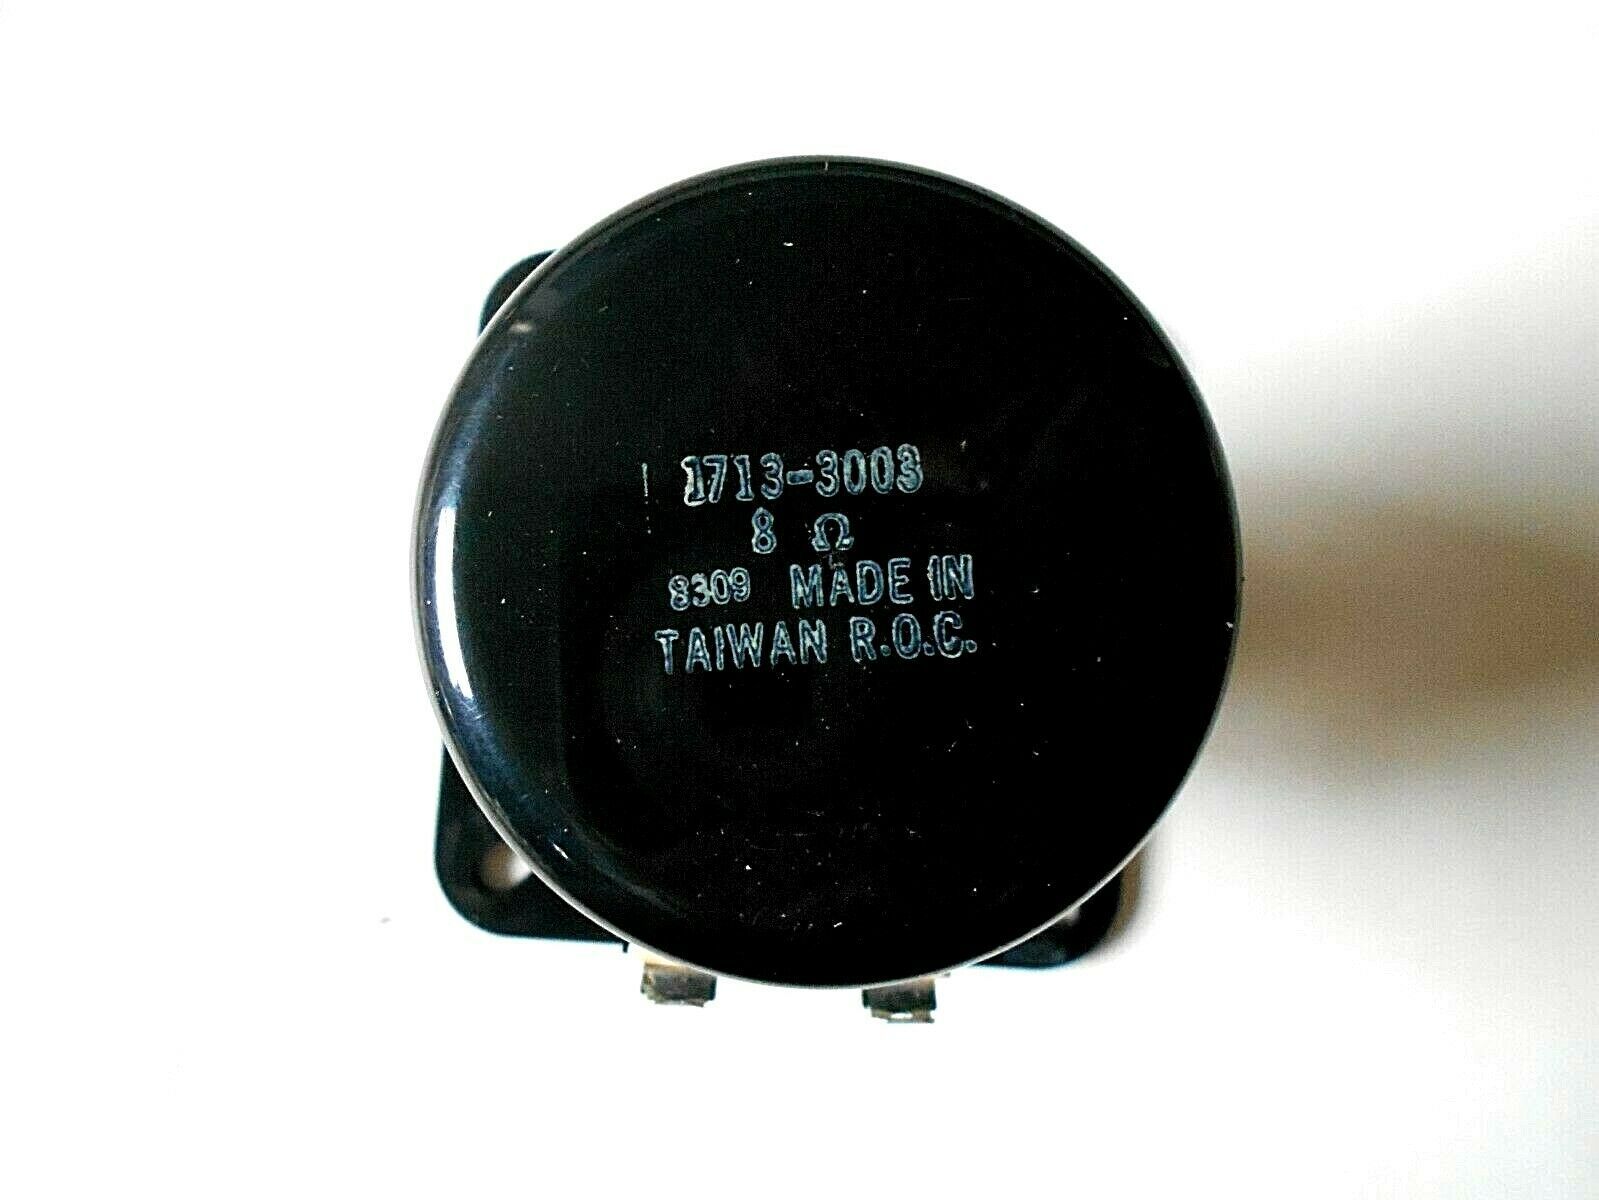 1713-3003
8 Ω
8309 MADE IN
TAIWAN R.O.C.